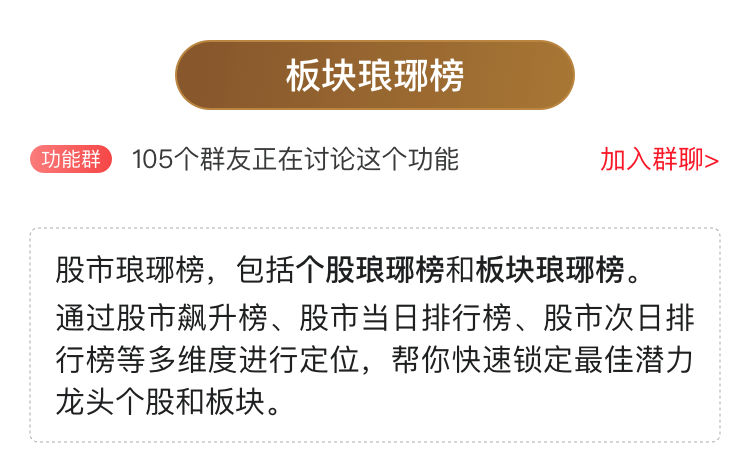 板块琅琊榜
功能群 105个群友正在讨论这个功能 加入群聊>
股市琅琊榜，包括个股琅琊榜和板块琅琊榜。
通过股市飙升榜、股市当日排行榜、股市次日排
行榜等多维度进行定位，帮你快速锁定最佳潜力
龙头个股和板块。